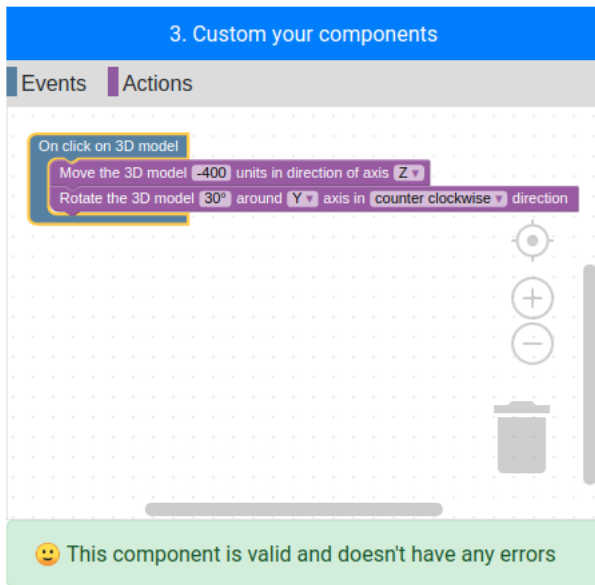 3. Custom your components
Events Actions
On click on 3D model
Move the 3D model -400 units in direction of axis Z
Rotate the 3D model 30° around Y axis in counter clockwise direction
This component is valid and doesn't have any errors